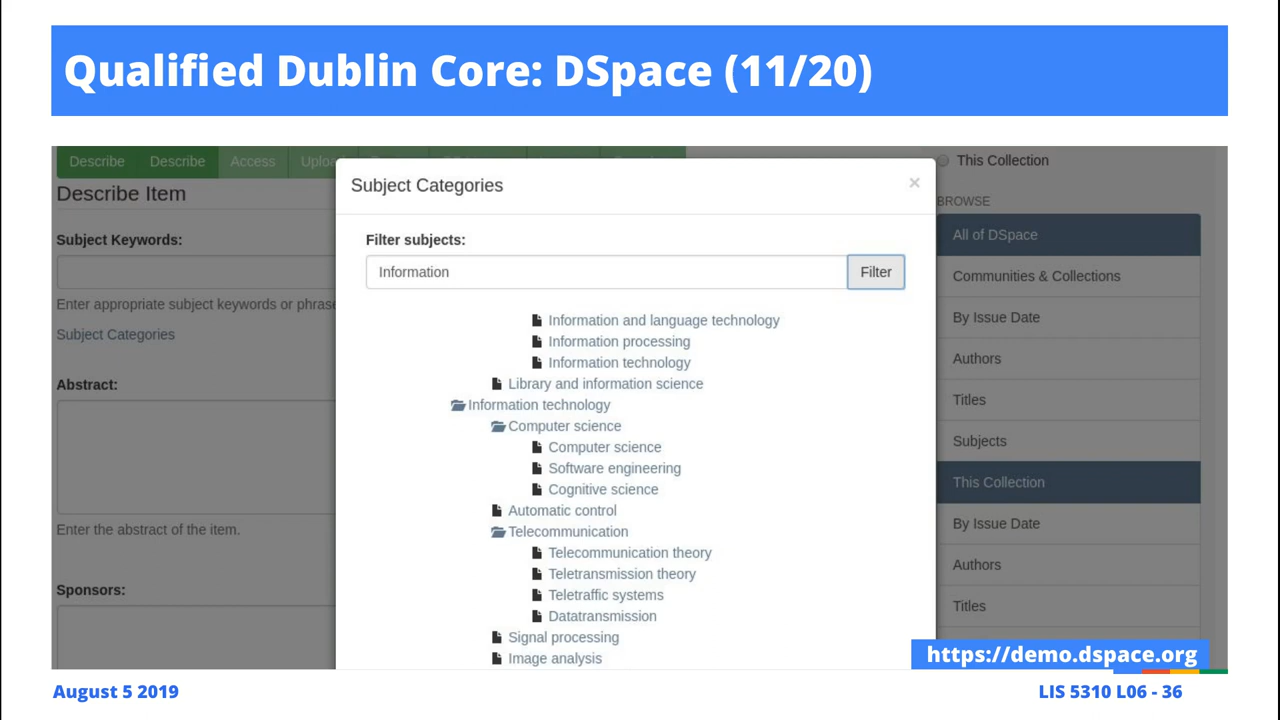 Qualified Dublin Core: DSpace (11/20)
Describe
Describe
Access
Describe Item
Subject Keywords:
Enter appropriate subject keywords or
Subject Categories
Abstract:
Enter the abstract of the item.
Sponsors:
Subject Categories
×
Filter subjects:
Information
Filter
Information and language technology
Information processing
Information technology
Library and information science
Information technology
Computer science
Computer science
Software engineering
Cognitive science
Automatic control
Telecommunication
Telecommunication theory
Teletransmission theory
Teletraffic systems
Datatransmission
Signal processing
Image analysis
This Collection
BROWSE
All of DSpace
Communities & Collections
By Issue Date
Authors
Titles
Subjects
This Collection
By Issue Date
Authors
Titles
https://demo.dspace.org
August 5 2019
LIS 5310 L06 - 36